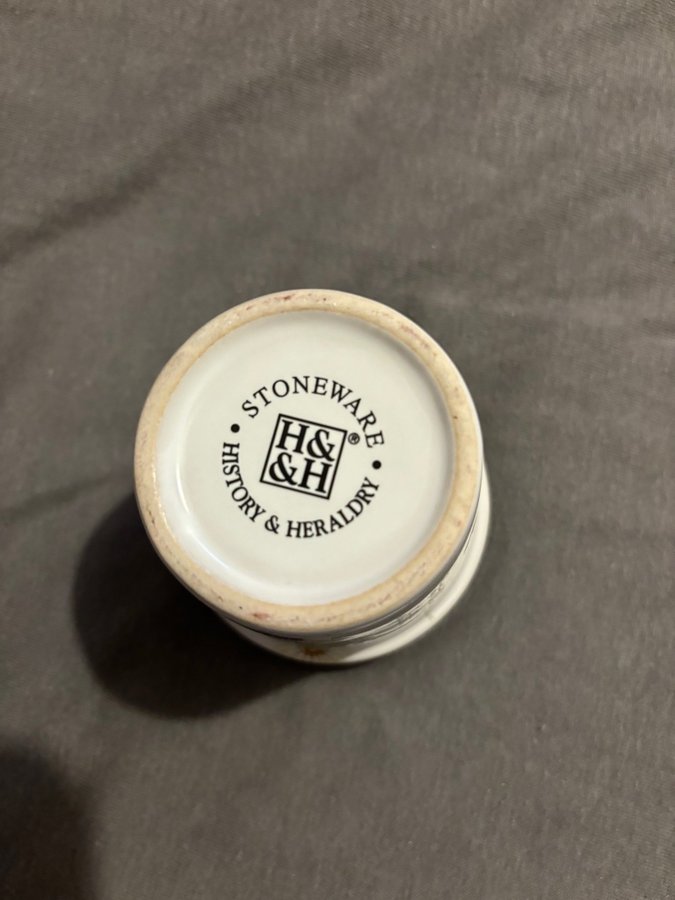 • STONEWARE •
H&
&H®
HISTORY & HERALDRY